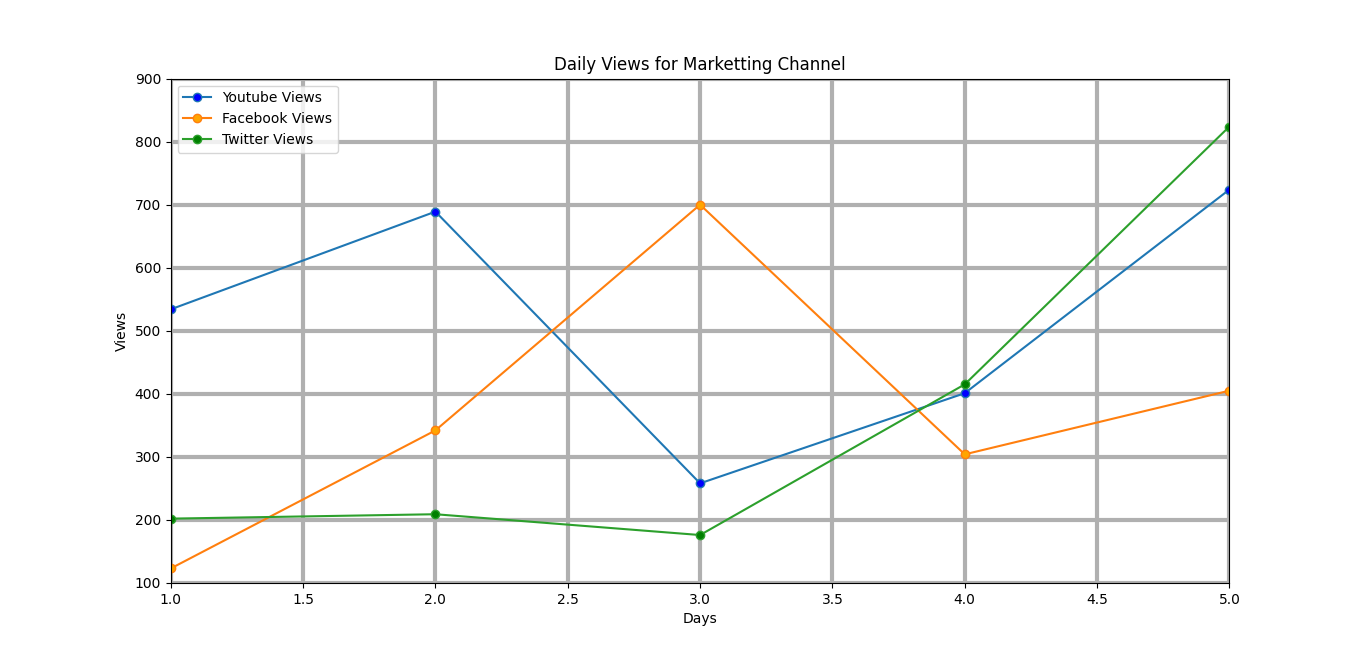 Daily Views for Marketting Channel
Youtube Views
Facebook Views
Twitter Views
900
800
700
600
500
400
300
200
100
Views
1.0 1.5 2.0 2.5 3.0 3.5 4.0 4.5 5.0
Days